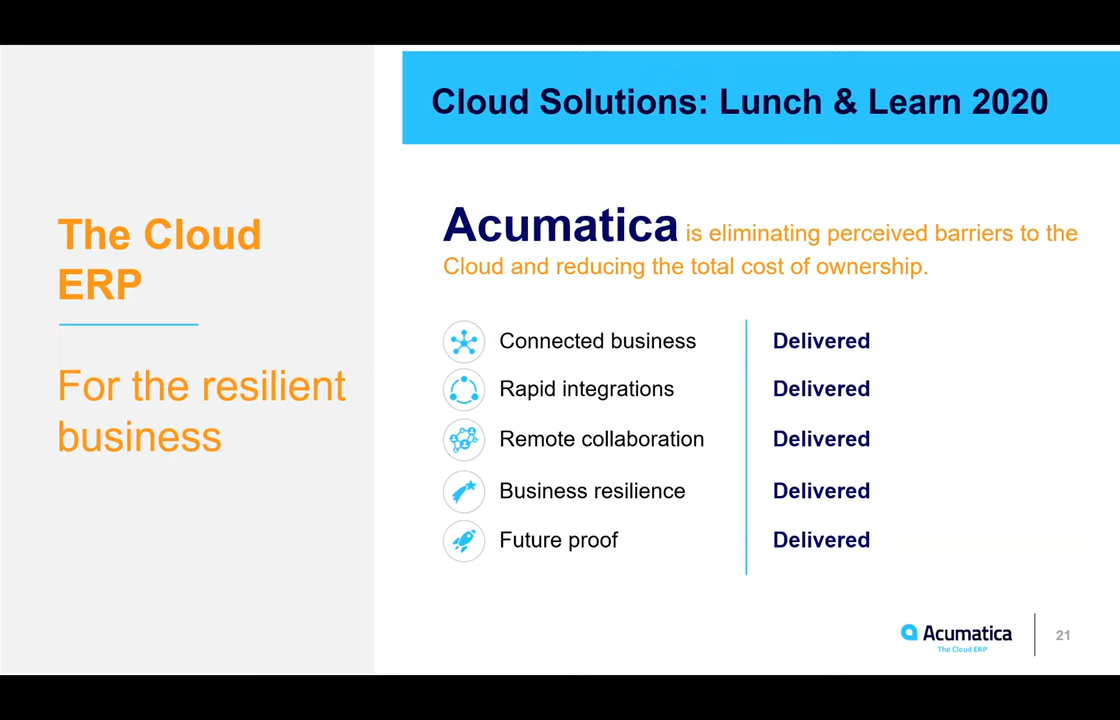 Cloud Solutions: Lunch & Learn 2020
The Cloud
ERP
For the resilient
business
Acumatica is eliminating perceived barriers to the
Cloud and reducing the total cost of ownership.
Connected business Delivered
Rapid integrations Delivered
Remote collaboration Delivered
Business resilience Delivered
Future proof Delivered
Acumatica
The Cloud ERP
21